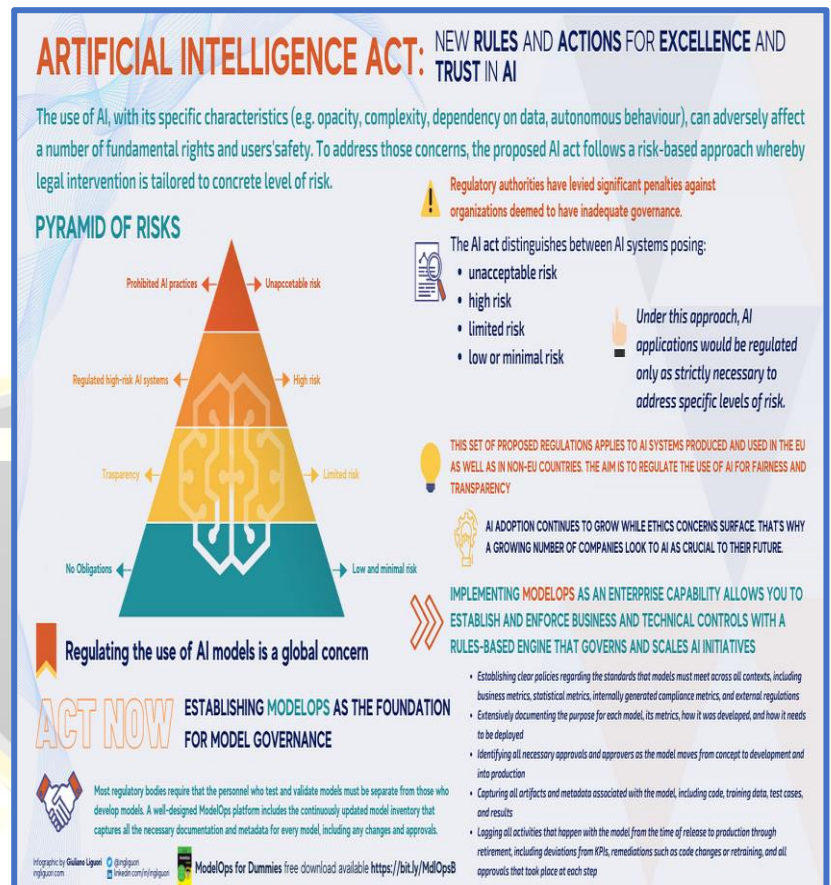 ARTIFICIAL INTELLIGENCE ACT:
NEW RULES AND ACTIONS FOR EXCELLENCE AND
TRUST IN AI
The use of AI, with its specific characteristics (e.g. opacity, complexity, dependency on data, autonomous behaviour), can adversely affect
a number of fundamental rights and users'safety. To address those concerns, the proposed AI act follows a risk-based approach whereby
legal intervention is tailored to concrete level of risk.
PYRAMID OF RISKS
Prohibited AI practices
Unapccetable risk
Regulated high-risk AI systems
High risk
Trasparency
Limited risk
No Obligations
Low and minimal risk
Regulating the use of AI models is a global concern
ACT NOW
ESTABLISHING MODELOPS AS THE FOUNDATION
FOR MODEL GOVERNANCE
Most regulatory bodies require that the personnel who test and validate models must be separate from those who
develop models. A well-designed ModelOps platform includes the continuously updated model inventory that
captures all the necessary documentation and metadata for every model, including any changes and approvals.
Infographic by Giuliano Liguori
ingliguori.com
@ingliguori
linkedin.com/in/ingliguori
ModelOps for Dummies free download available https://bit.ly/MdlOpsB
Regulatory authorities have levied significant penalties against
organizations deemed to have inadequate governance.
The AI act distinguishes between AI systems posing:
• unacceptable risk
• high risk
• limited risk
• low or minimal risk
Under this approach, AI
applications would be regulated
only as strictly necessary to
address specific levels of risk.
THIS SET OF PROPOSED REGULATIONS APPLIES TO AI SYSTEMS PRODUCED AND USED IN THE EU
AS WELL AS IN NON-EU COUNTRIES. THE AIM IS TO REGULATE THE USE OF AI FOR FAIRNESS AND
TRANSPARENCY
AI ADOPTION CONTINUES TO GROW WHILE ETHICS CONCERNS SURFACE. THAT'S WHY
A GROWING NUMBER OF COMPANIES LOOK TO AI AS CRUCIAL TO THEIR FUTURE.
IMPLEMENTING MODELOPS AS AN ENTERPRISE CAPABILITY ALLOWS YOU TO
ESTABLISH AND ENFORCE BUSINESS AND TECHNICAL CONTROLS WITH A
RULES-BASED ENGINE THAT GOVERNS AND SCALES AI INITIATIVES
• Establishing clear policies regarding the standards that models must meet across all contexts, including
business metrics, statistical metrics, internally generated compliance metrics, and external regulations
• Extensively documenting the purpose for each model, its metrics, how it was developed, and how it needs
to be deployed
• Identifying all necessary approvals and approvers as the model moves from concept to development and
into production
• Capturing all artifacts and metadata associated with the model, including code, training data, test cases,
and results
• Logging all activities that happen with the model from the time of release to production through
retirement, including deviations from KPIs, remediations such as code changes or retraining, and all
approvals that took place at each step